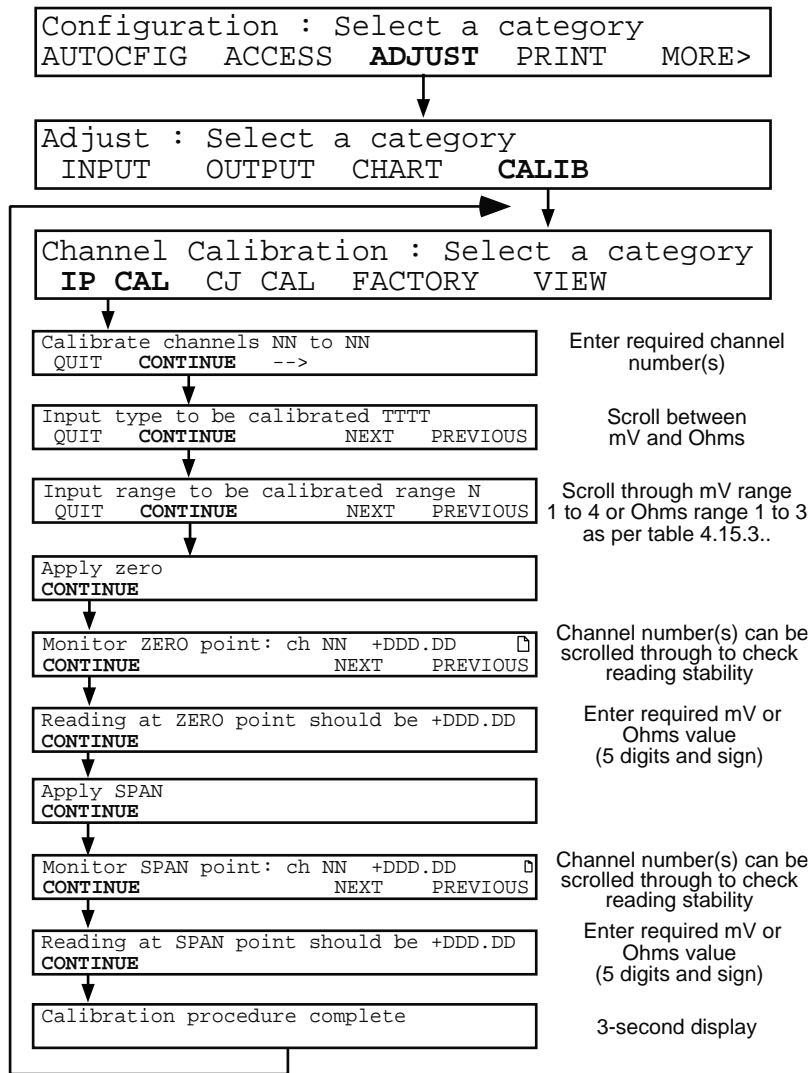 Configuration : Select a category
AUTOCFIG ACCESS ADJUST PRINT MORE>
Adjust : Select a category
INPUT OUTPUT CHART CALIB
Channel Calibration : Select a category
IP CAL CJ CAL FACTORY VIEW
Calibrate channels NN to NN
QUIT CONTINUE -->
Enter required channel
number(s)
Input type to be calibrated TTTT
QUIT CONTINUE NEXT PREVIOUS
Scroll between
mV and Ohms
Input range to be calibrated range N
QUIT CONTINUE NEXT PREVIOUS
Scroll through mV range
1 to 4 or Ohms range 1 to 3
as per table 4.15.3..
Apply zero
CONTINUE
Monitor ZERO point: ch NN +DDD.DD
CONTINUE NEXT PREVIOUS
Channel number(s) can be
scrolled through to check
reading stability
Reading at ZERO point should be +DDD.DD
CONTINUE
Enter required mV or
Ohms value
(5 digits and sign)
Apply SPAN
CONTINUE
Monitor SPAN point: ch NN +DDD.DD
CONTINUE NEXT PREVIOUS
Channel number(s) can be
scrolled through to check
reading stability
Reading at SPAN point should be +DDD.DD
CONTINUE
Enter required mV or
Ohms value
(5 digits and sign)
Calibration procedure complete
3-second display